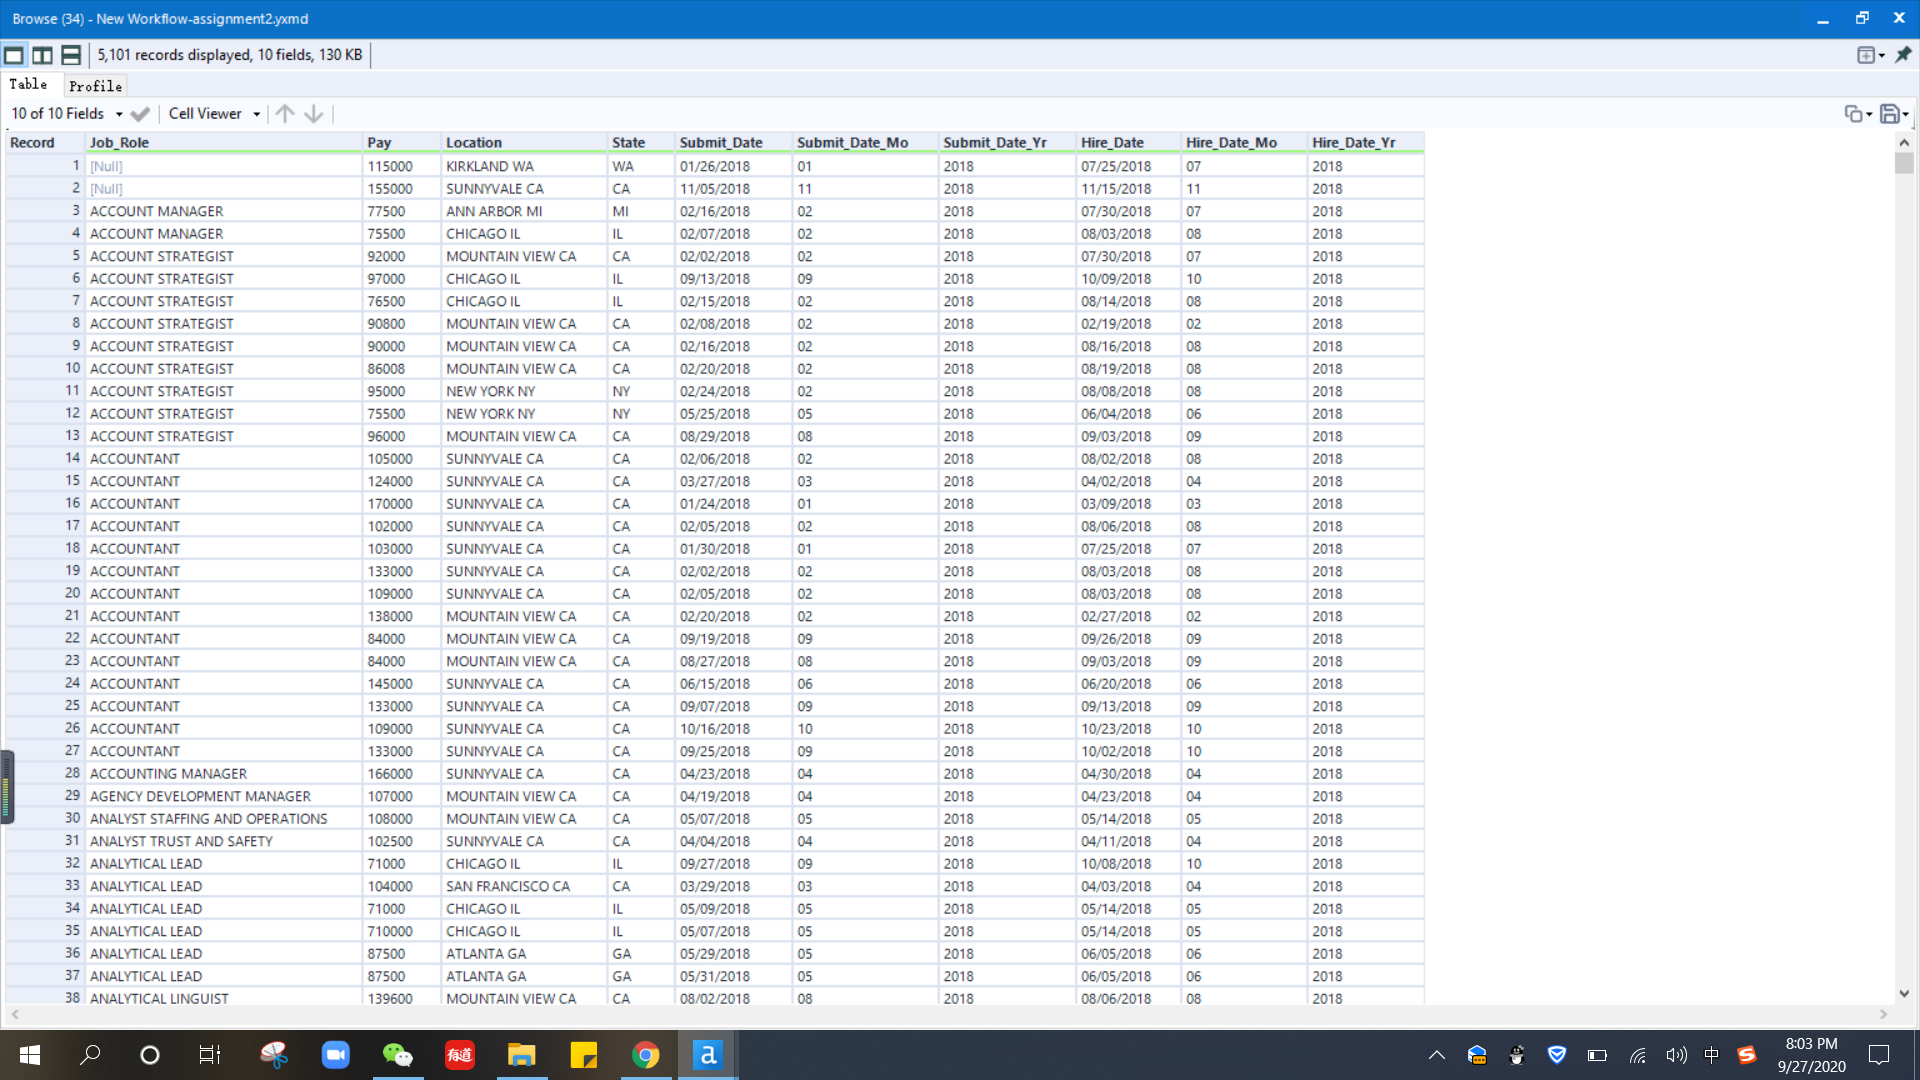 Browse (34) - New Workflow-assignment2.yxmd
5,101 records displayed, 10 fields, 130 KB
Table Profile
10 of 10 Fields Cell Viewer
Record Job_Role Pay Location State Submit_Date Submit_Date_Mo Submit_Date_Yr Hire_Date Hire_Date_Mo Hire_Date_Yr
1 [Null] 115000 KIRKLAND WA WA 01/26/2018 01 2018 07/25/2018 07 2018
2 [Null] 155000 SUNNYVALE CA CA 11/05/2018 11 2018 11/15/2018 11 2018
3 ACCOUNT MANAGER 77500 ANN ARBOR MI MI 02/16/2018 02 2018 07/30/2018 07 2018
4 ACCOUNT MANAGER 75500 CHICAGO IL IL 02/07/2018 02 2018 08/03/2018 08 2018
5 ACCOUNT STRATEGIST 92000 MOUNTAIN VIEW CA CA 02/02/2018 02 2018 07/30/2018 07 2018
6 ACCOUNT STRATEGIST 97000 CHICAGO IL IL 09/13/2018 09 2018 10/09/2018 10 2018
7 ACCOUNT STRATEGIST 76500 CHICAGO IL IL 02/15/2018 02 2018 08/14/2018 08 2018
8 ACCOUNT STRATEGIST 90800 MOUNTAIN VIEW CA CA 02/08/2018 02 2018 02/19/2018 02 2018
9 ACCOUNT STRATEGIST 90000 MOUNTAIN VIEW CA CA 02/16/2018 02 2018 08/16/2018 08 2018
10 ACCOUNT STRATEGIST 86008 MOUNTAIN VIEW CA CA 02/20/2018 02 2018 08/19/2018 08 2018
11 ACCOUNT STRATEGIST 95000 NEW YORK NY NY 02/24/2018 02 2018 08/08/2018 08 2018
12 ACCOUNT STRATEGIST 75500 NEW YORK NY NY 05/25/2018 05 2018 06/04/2018 06 2018
13 ACCOUNT STRATEGIST 96000 MOUNTAIN VIEW CA CA 08/29/2018 08 2018 09/03/2018 09 2018
14 ACCOUNTANT 105000 SUNNYVALE CA CA 02/06/2018 02 2018 08/02/2018 08 2018
15 ACCOUNTANT 124000 SUNNYVALE CA CA 03/27/2018 03 2018 04/02/2018 04 2018
16 ACCOUNTANT 170000 SUNNYVALE CA CA 01/24/2018 01 2018 03/09/2018 03 2018
17 ACCOUNTANT 102000 SUNNYVALE CA CA 02/05/2018 02 2018 08/06/2018 08 2018
18 ACCOUNTANT 103000 SUNNYVALE CA CA 01/30/2018 01 2018 07/25/2018 07 2018
19 ACCOUNTANT 133000 SUNNYVALE CA CA 02/02/2018 02 2018 08/03/2018 08 2018
20 ACCOUNTANT 109000 SUNNYVALE CA CA 02/05/2018 02 2018 08/03/2018 08 2018
21 ACCOUNTANT 138000 MOUNTAIN VIEW CA CA 02/20/2018 02 2018 02/27/2018 02 2018
22 ACCOUNTANT 84000 MOUNTAIN VIEW CA CA 09/19/2018 09 2018 09/26/2018 09 2018
23 ACCOUNTANT 84000 MOUNTAIN VIEW CA CA 08/27/2018 08 2018 09/03/2018 09 2018
24 ACCOUNTANT 145000 SUNNYVALE CA CA 06/15/2018 06 2018 06/20/2018 06 2018
25 ACCOUNTANT 133000 SUNNYVALE CA CA 09/07/2018 09 2018 09/13/2018 09 2018
26 ACCOUNTANT 109000 SUNNYVALE CA CA 10/16/2018 10 2018 10/23/2018 10 2018
27 ACCOUNTANT 133000 SUNNYVALE CA CA 09/25/2018 09 2018 10/02/2018 10 2018
28 ACCOUNTING MANAGER 166000 SUNNYVALE CA CA 04/23/2018 04 2018 04/30/2018 04 2018
29 AGENCY DEVELOPMENT MANAGER 107000 MOUNTAIN VIEW CA CA 04/19/2018 04 2018 04/23/2018 04 2018
30 ANALYST STAFFING AND OPERATIONS 108000 MOUNTAIN VIEW CA CA 05/07/2018 05 2018 05/14/2018 05 2018
31 ANALYST TRUST AND SAFETY 102500 SUNNYVALE CA CA 04/04/2018 04 2018 04/11/2018 04 2018
32 ANALYTICAL LEAD 71000 CHICAGO IL IL 09/27/2018 09 2018 10/08/2018 10 2018
33 ANALYTICAL LEAD 104000 SAN FRANCISCO CA CA 03/29/2018 03 2018 04/03/2018 04 2018
34 ANALYTICAL LEAD 71000 CHICAGO IL IL 05/09/2018 05 2018 05/14/2018 05 2018
35 ANALYTICAL LEAD 710000 CHICAGO IL IL 05/07/2018 05 2018 05/14/2018 05 2018
36 ANALYTICAL LEAD 87500 ATLANTA GA GA 05/29/2018 05 2018 06/05/2018 06 2018
37 ANALYTICAL LEAD 87500 ATLANTA GA GA 05/31/2018 05 2018 06/05/2018 06 2018
38 ANALYTICAL LINGUIST 139600 MOUNTAIN VIEW CA CA 08/02/2018 08 2018 08/06/2018 08 2018
有道 a 中 S 8:03 PM
9/27/2020